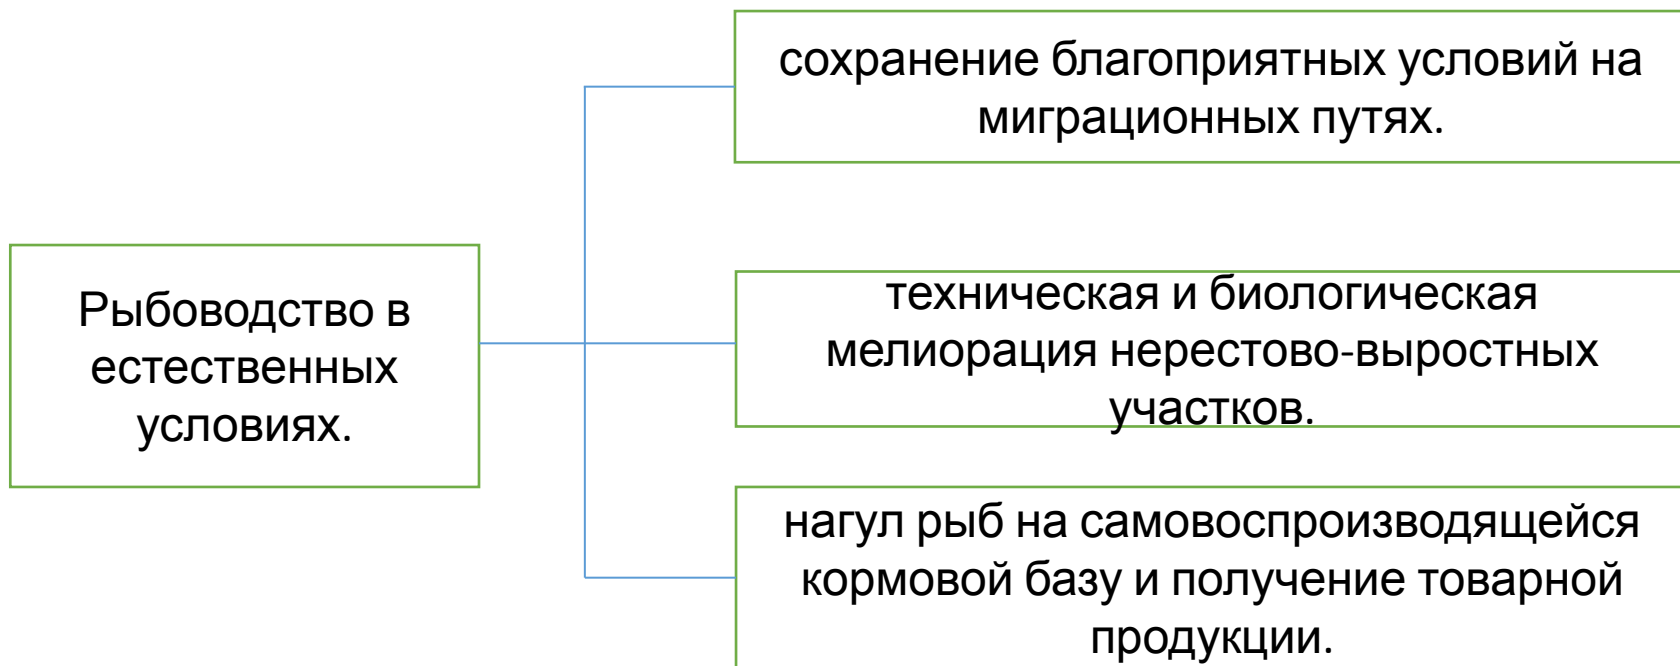 сохранение благоприятных условий на
миграционных путях.
Рыбоводство в
естественных
условиях.
техническая и биологическая
мелиорация нерестово-выростных
участков.
нагул рыб на самовоспроизводящейся
кормовой базу и получение товарной
продукции.